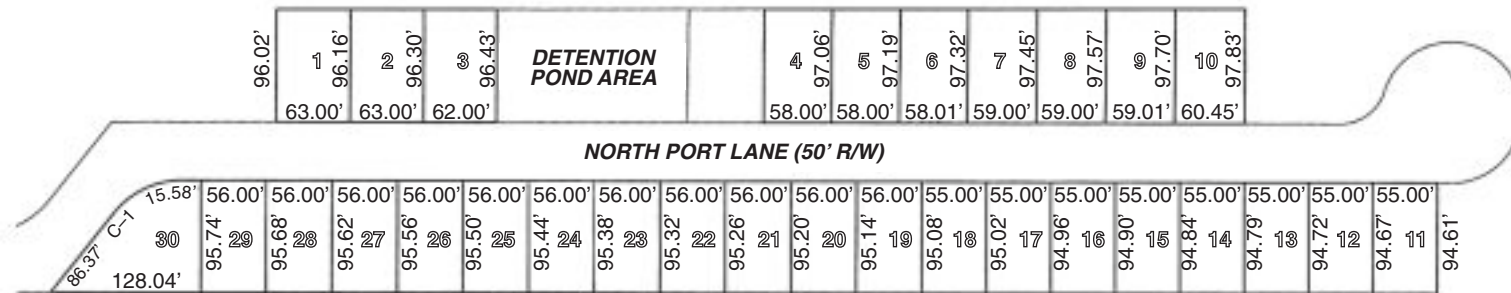 96.02’ 1 96.16’ 2 96.30’ 3 96.43’ DETENTION POND AREA 4 97.06’ 5 97.19’ 6 97.32’ 7 97.45’ 8 97.57’ 9 97.70’ 10 97.83’
63.00’ 63.00’ 62.00’ 58.00’ 58.00’ 58.01’ 59.00’ 59.00’ 59.01’ 60.45’
NORTH PORT LANE (50’ R/W)
15.58’ 56.00’ 56.00’ 56.00’ 56.00’ 56.00’ 56.00’ 56.00’ 56.00’ 56.00’ 56.00’ 56.00’ 55.00’ 55.00’ 55.00’ 55.00’ 55.00’ 55.00’ 55.00’ 55.00’
86.37’ C–1 30 95.74’ 29 95.68’ 28 95.62’ 27 95.56’ 26 95.50’ 25 95.44’ 24 95.38’ 23 95.32’ 22 95.26’ 21 95.20’ 20 95.14’ 19 95.08’ 18 95.02’ 17 94.96’ 16 94.90’ 15 94.84’ 14 94.79’ 13 94.72’ 12 94.67’ 11 94.61’
128.04’